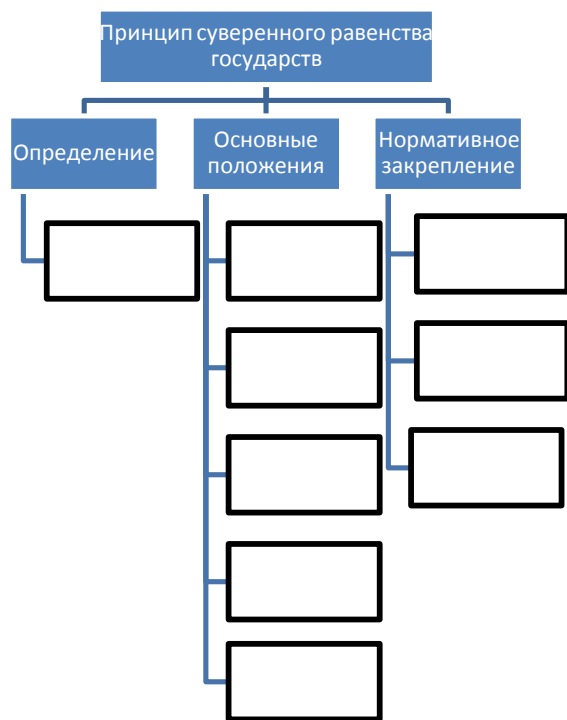 Принцип суверенного равенства
государств
Определение
Основные
положения
Нормативное
закрепление